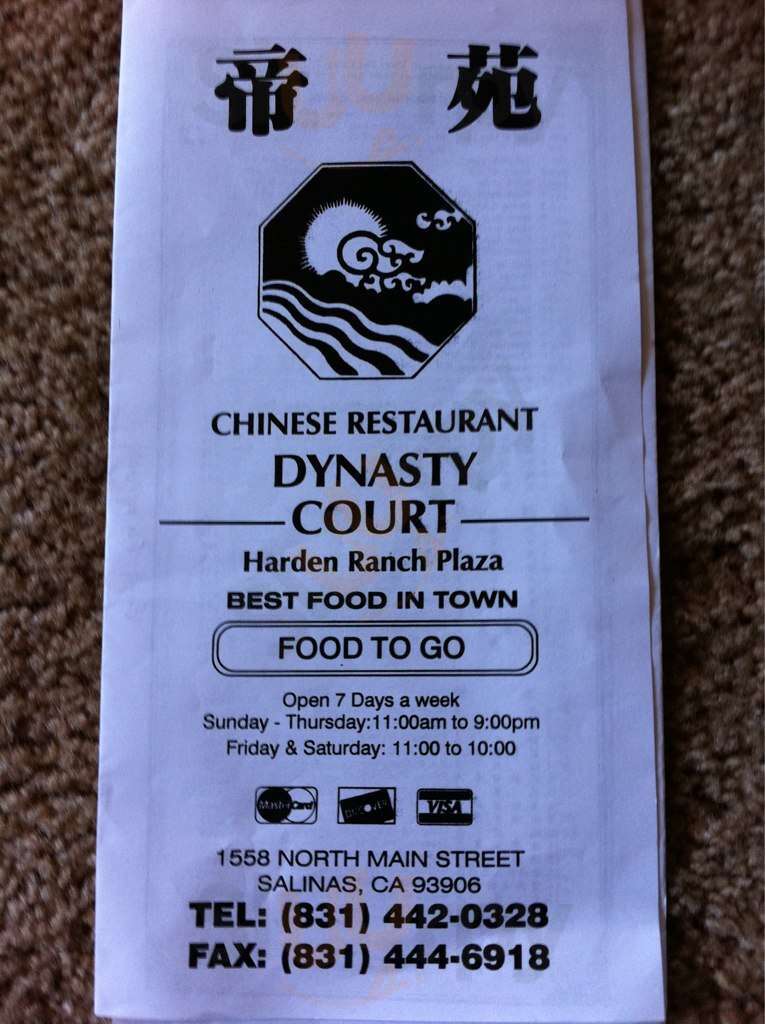 帝 苑
CHINESE RESTAURANT
DYNASTY
COURT
Harden Ranch Plaza
BEST FOOD IN TOWN
FOOD TO GO
Open 7 Days a week
Sunday - Thursday:11:00am to 9:00pm
Friday & Saturday: 11:00 to 10:00
MasterCard DISCOVER VISA
1558 NORTH MAIN STREET
SALINAS, CA 93906
TEL: (831) 442-0328
FAX: (831) 444-6918